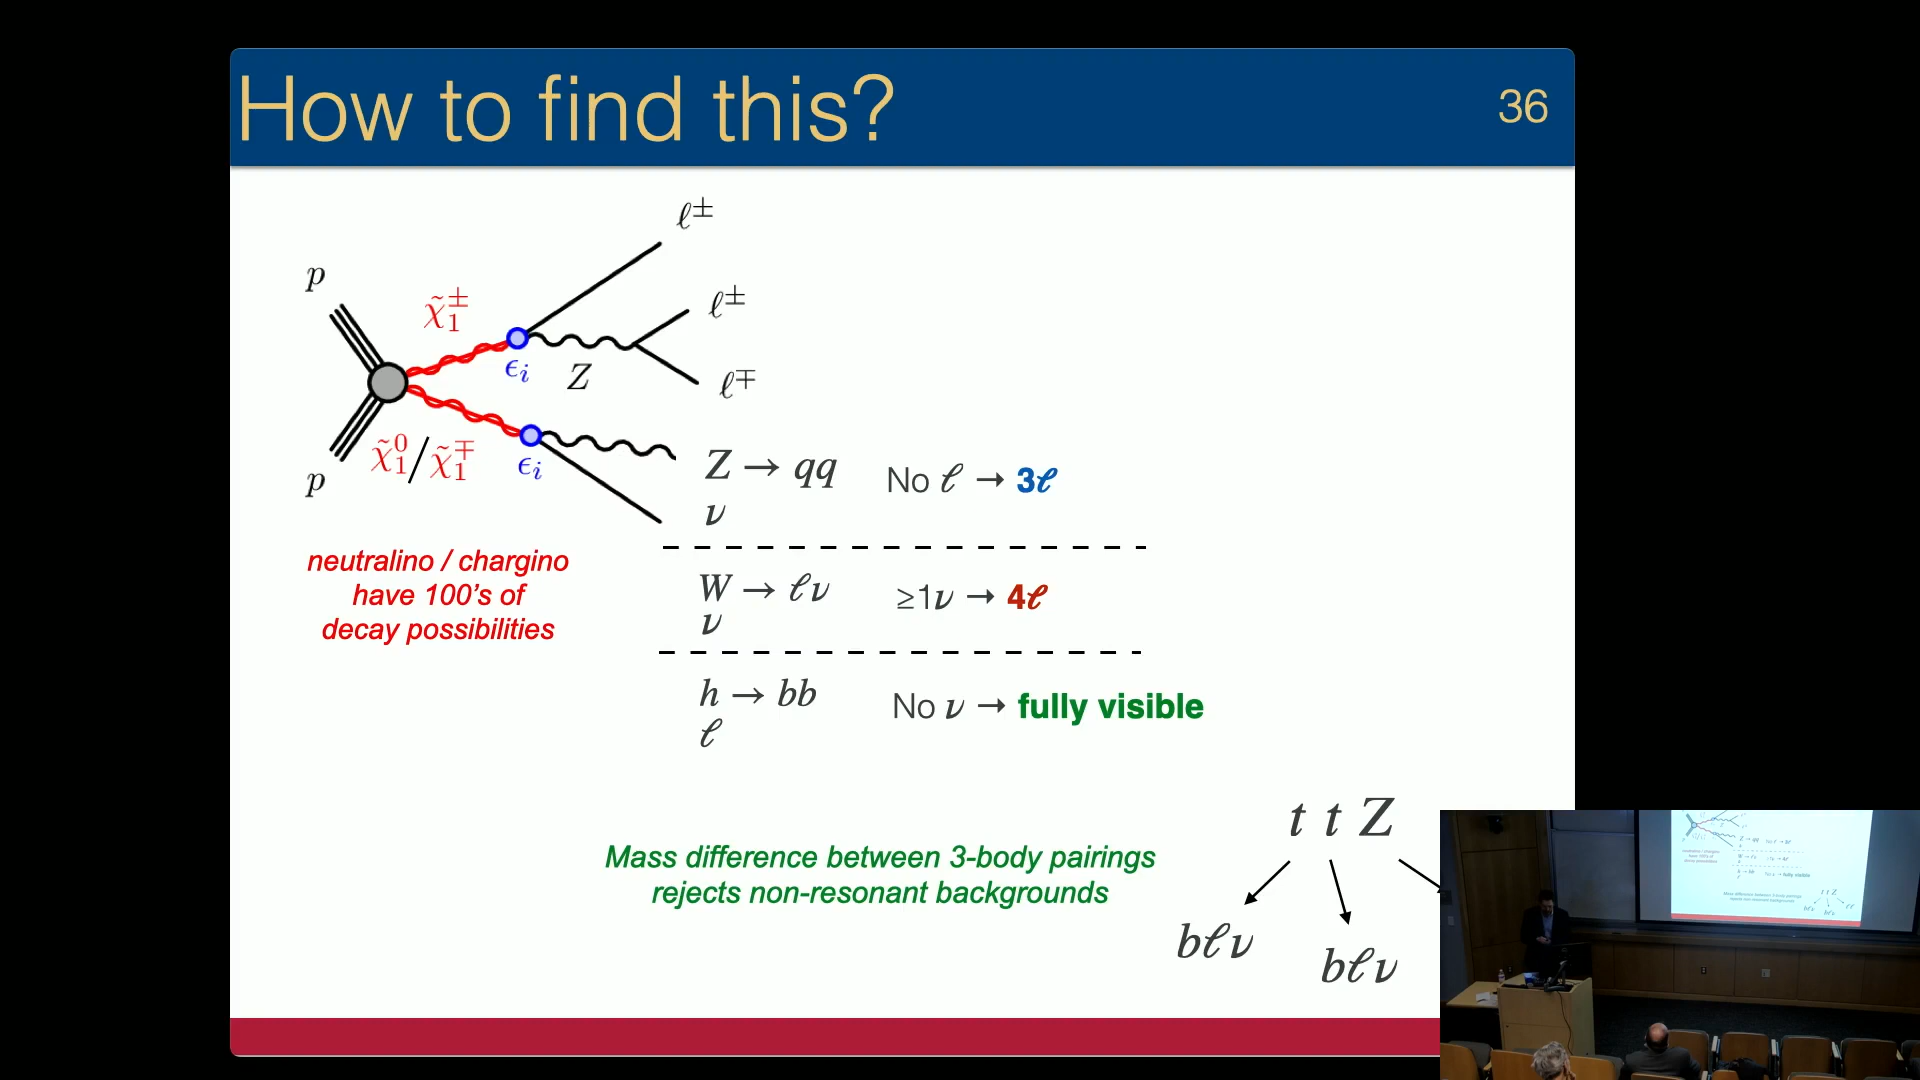 How to find this?
36
ℓ±
p
χ̃₁±
ℓ±
ϵᵢ
Z
ℓ∓
χ̃₁⁰/χ̃₁∓
p
ϵᵢ
Z → qq
ν
No ℓ → 3ℓ
neutralino / chargino
have 100's of
decay possibilities
W → ℓν
ν
≥1ν → 4ℓ
h → bb
ℓ
No ν → fully visible
Mass difference between 3-body pairings
rejects non-resonant backgrounds
t t Z
bℓν
bℓν